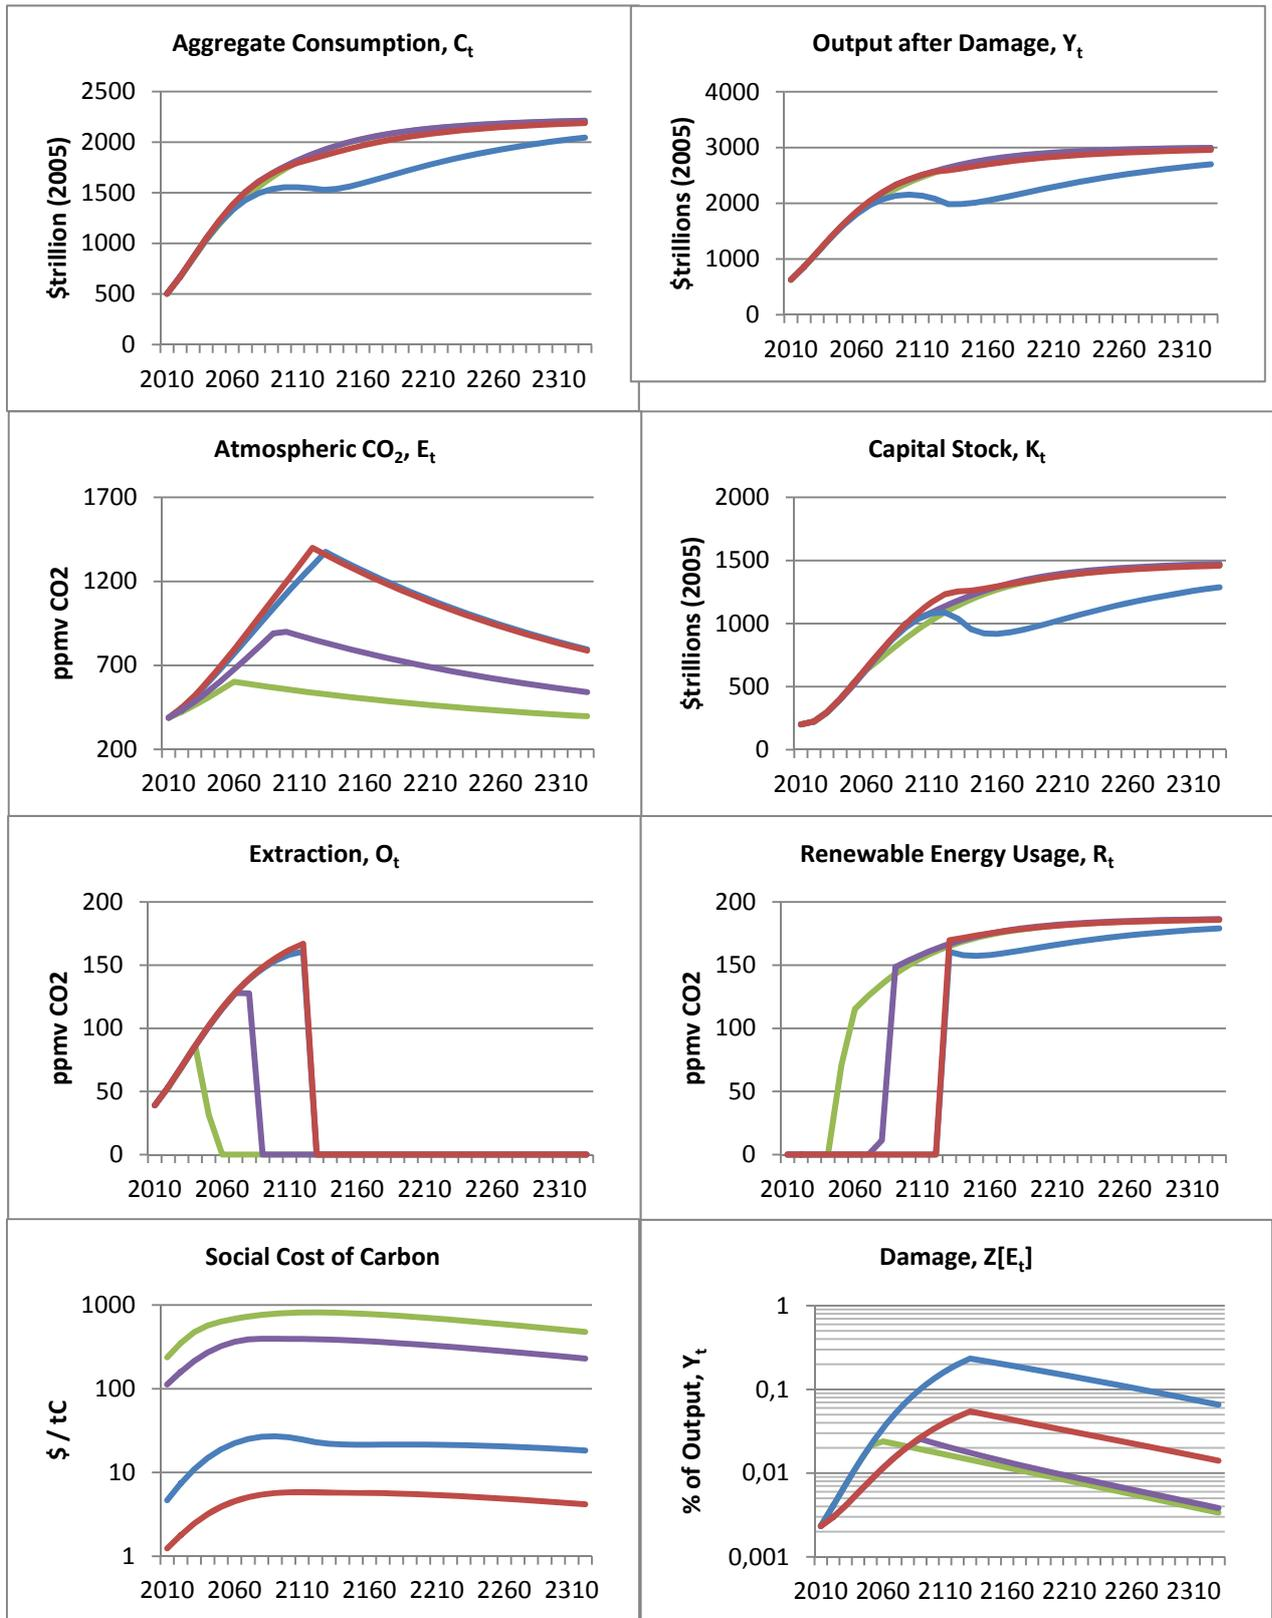 Aggregate Consumption, Cₜ
$trillion (2005)
2500
2000
1500
1000
500
0
2010 2060 2110 2160 2210 2260 2310
Output after Damage, Yₜ
$trillions (2005)
4000
3000
2000
1000
0
2010 2060 2110 2160 2210 2260 2310
Atmospheric CO₂, Eₜ
ppmv CO2
1700
1200
700
200
2010 2060 2110 2160 2210 2260 2310
Capital Stock, Kₜ
$trillions (2005)
2000
1500
1000
500
0
2010 2060 2110 2160 2210 2260 2310
Extraction, Oₜ
ppmv CO2
200
150
100
50
0
2010 2060 2110 2160 2210 2260 2310
Renewable Energy Usage, Rₜ
ppmv CO2
200
150
100
50
0
2010 2060 2110 2160 2210 2260 2310
Social Cost of Carbon
$ / tC
1000
100
10
1
2010 2060 2110 2160 2210 2260 2310
Damage, Z[Eₜ]
% of Output, Yₜ
1
0,1
0,01
0,001
2010 2060 2110 2160 2210 2260 2310